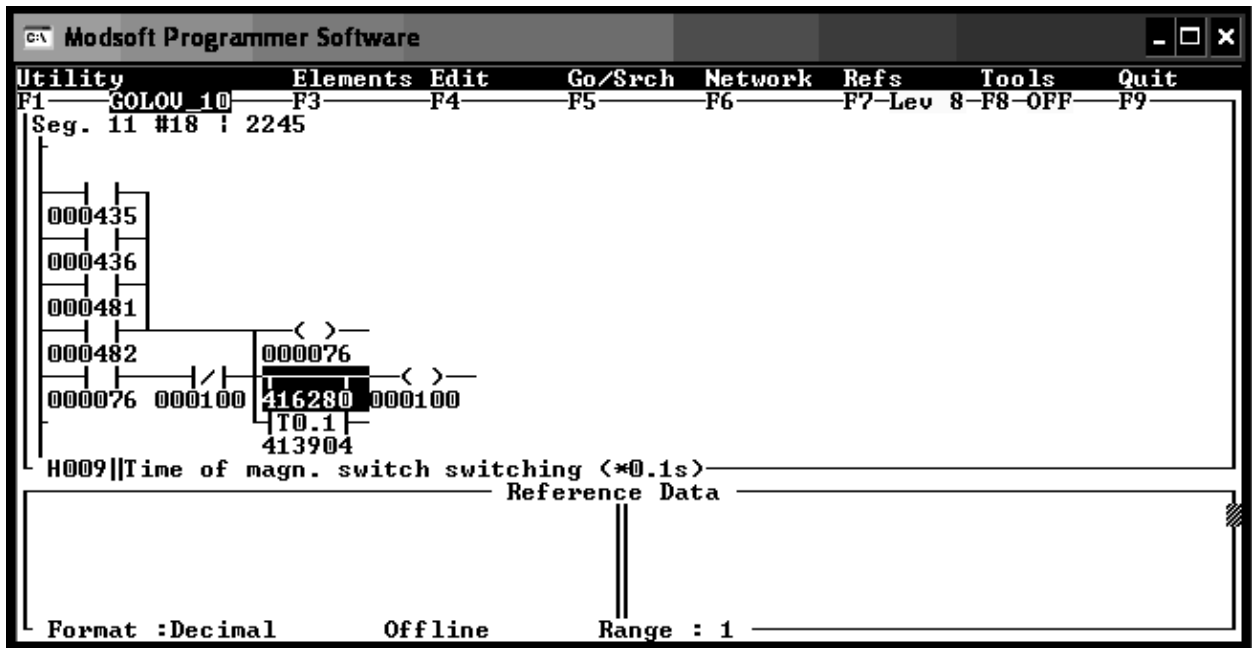 Modsoft Programmer Software
Utility Elements Edit Go/Srch Network Refs Tools Quit
F1 GOLOV_10 F3 F4 F5 F6 F7-Lev 8-F8-OFF F9
Seg. 11 #18 ¦ 2245
000435
000436
000481
000482 000076
000076 000100 416280 000100
T0.1
413904
H009||Time of magn. switch switching (*0.1s)
Reference Data
Format :Decimal Offline Range : 1